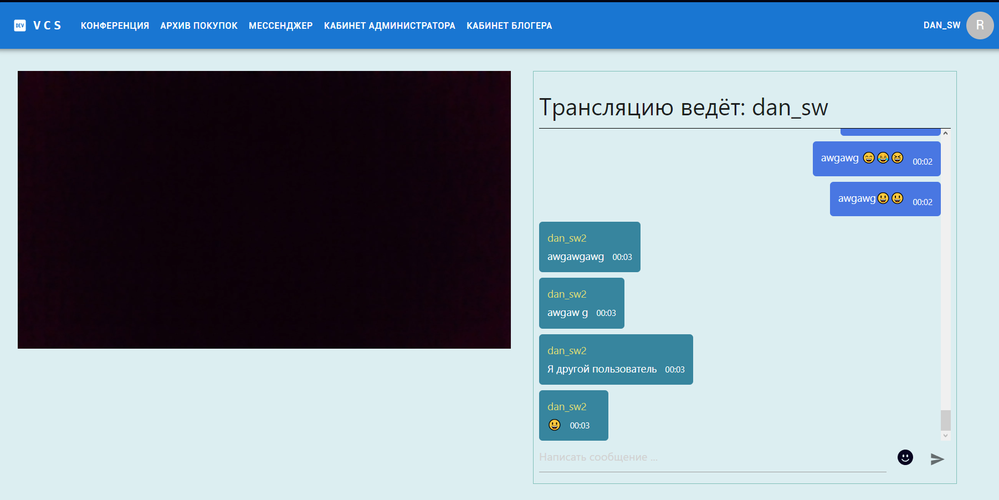 DEV VCS КОНФЕРЕНЦИЯ АРХИВ ПОКУПОК МЕССЕНДЖЕР КАБИНЕТ АДМИНИСТРАТОРА КАБИНЕТ БЛОГЕРА DAN_SW R
Трансляцию ведёт: dan_sw
awgawg 😄😂😆 00:02
awgawg😃😃 00:02
dan_sw2
awgawgawg 00:03
dan_sw2
awgaw g 00:03
dan_sw2
Я другой пользователь 00:03
dan_sw2
😃 00:03
Написать сообщение ...